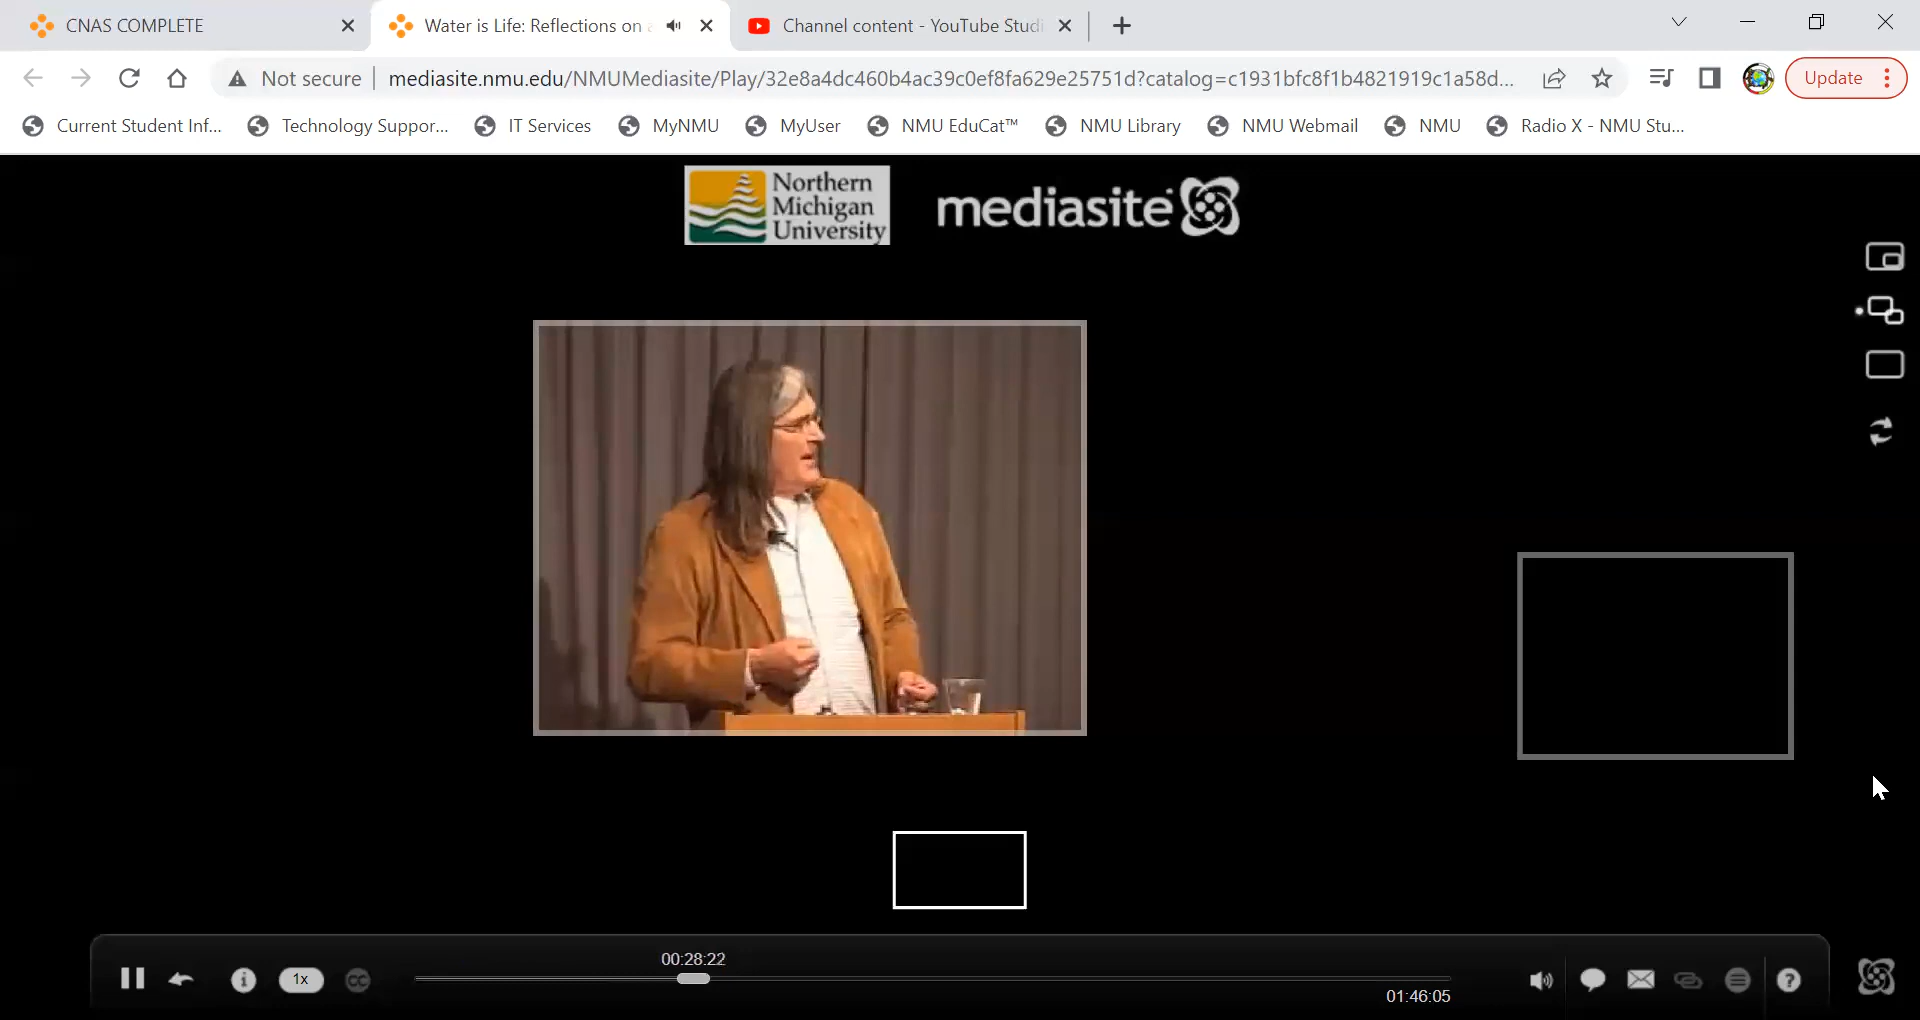 CNAS COMPLETE
Water is Life: Reflections on
Channel content - YouTube Studi
Not secure
mediasite.nmu.edu/NMUMediasite/Play/32e8a4dc460b4ac39c0ef8fa629e25751d?catalog=c1931bfc8f1b4821919c1a58d...
Update
Current Student Inf...
Technology Suppor...
IT Services
MyNMU
MyUser
NMU EduCat™
NMU Library
NMU Webmail
NMU
Radio X - NMU Stu...
Northern
Michigan
University
mediasite
00:28:22
1x
CC
01:46:05